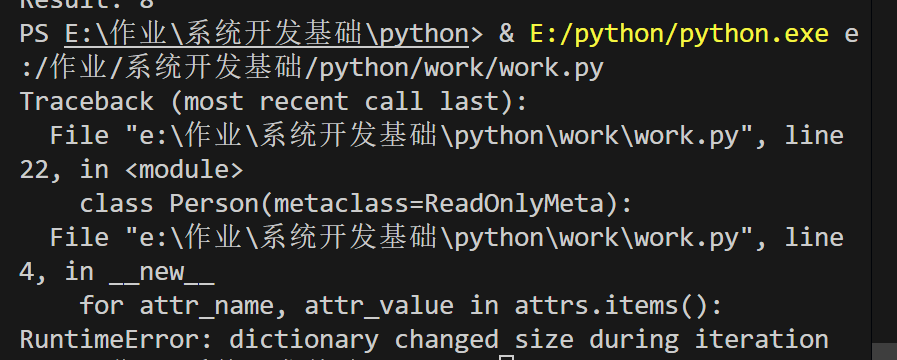 Result: 8
PS E:\作业\系统开发基础\python> & E:/python/python.exe e
:/作业/系统开发基础/python/work/work.py
Traceback (most recent call last):
  File "e:\作业\系统开发基础\python\work\work.py", line
22, in <module>
    class Person(metaclass=ReadOnlyMeta):
  File "e:\作业\系统开发基础\python\work\work.py", line
4, in __new__
    for attr_name, attr_value in attrs.items():
RuntimeError: dictionary changed size during iteration